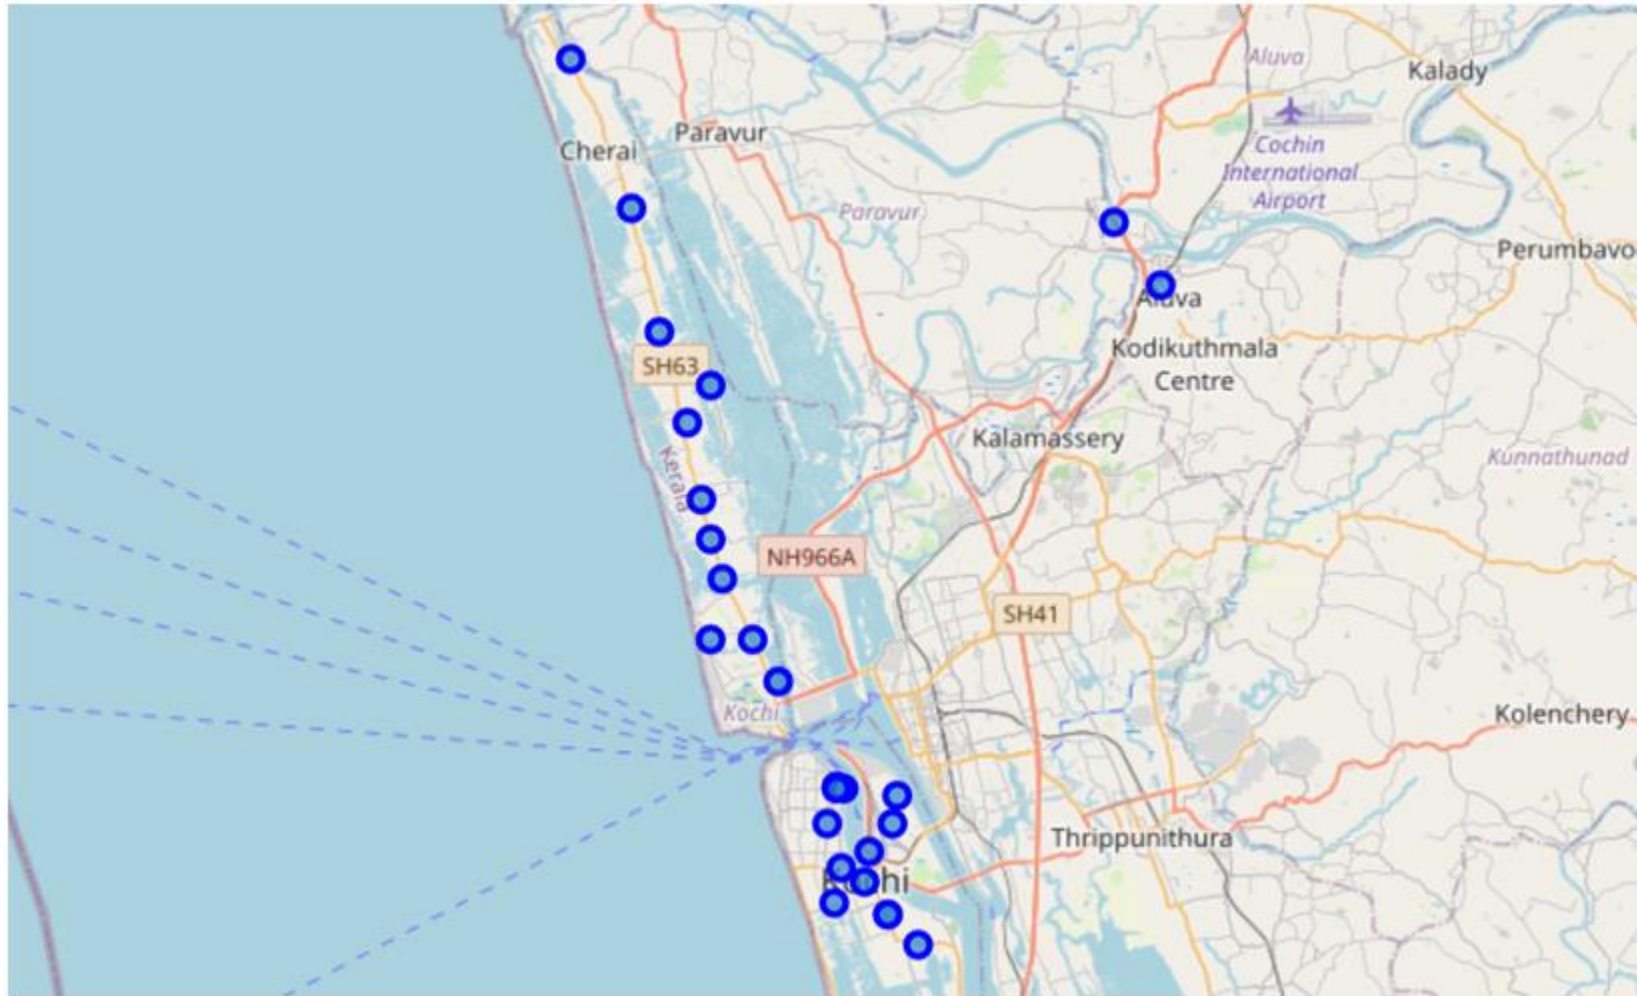 Aluva
Kalady
Paravur
Cherai
Cochin
International
Airport
Paravur
Perumbavo
Aluva
Kodikuthmala
Centre
SH63
Kalamassery
Kunnathunad
Kerala
NH966A
SH41
Kochi
Kolenchery
Thrippunithura
Kochi